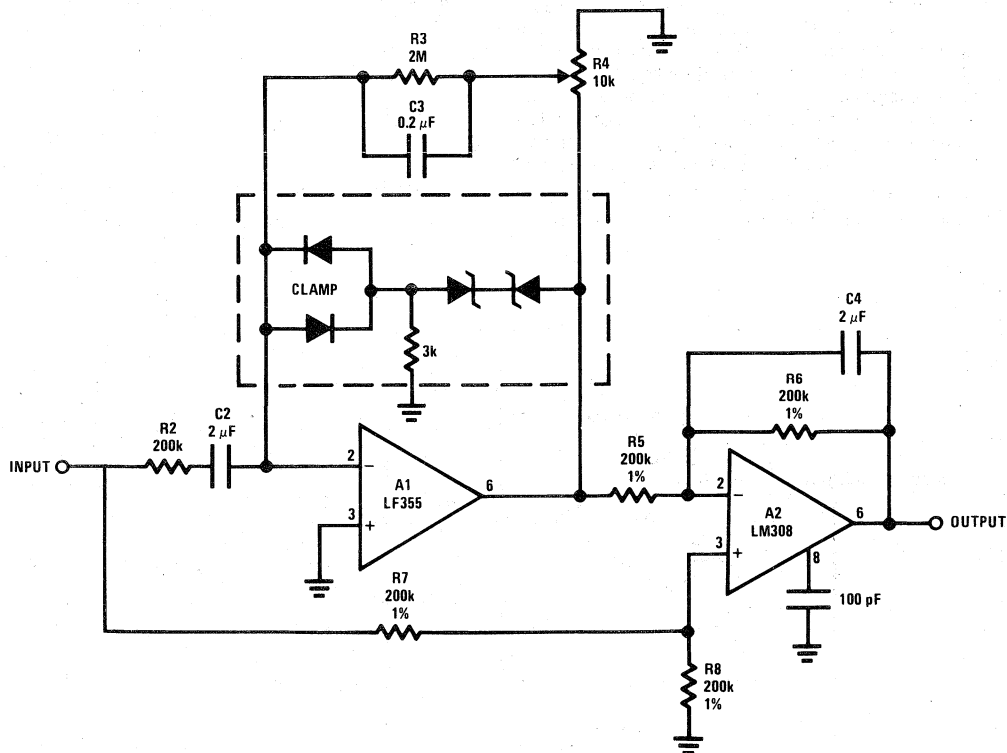 R3
2M
R4
10k
C3
0.2 μF
CLAMP
3k
C4
2 μF
R6
200k
1%
R2
200k
C2
2 μF
INPUT
2
−
A1
LF355
6
3
+
R5
200k
1%
2
−
A2
LM308
6
OUTPUT
3
+
8
100 pF
R7
200k
1%
R8
200k
1%